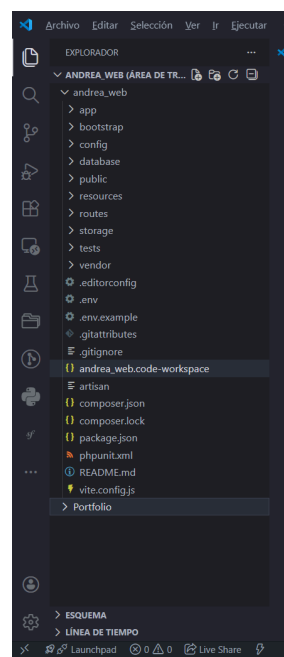 Archivo Editar Selección Ver Ir Ejecutar
EXPLORADOR
ANDREA_WEB (ÁREA DE TR...
andrea_web
app
bootstrap
config
database
public
resources
routes
storage
tests
vendor
.editorconfig
.env
.env.example
.gitattributes
.gitignore
andrea_web.code-workspace
artisan
composer.json
composer.lock
package.json
phpunit.xml
README.md
vite.config.js
Portfolio
ESQUEMA
LÍNEA DE TIEMPO
Launchpad 0 0 Live Share